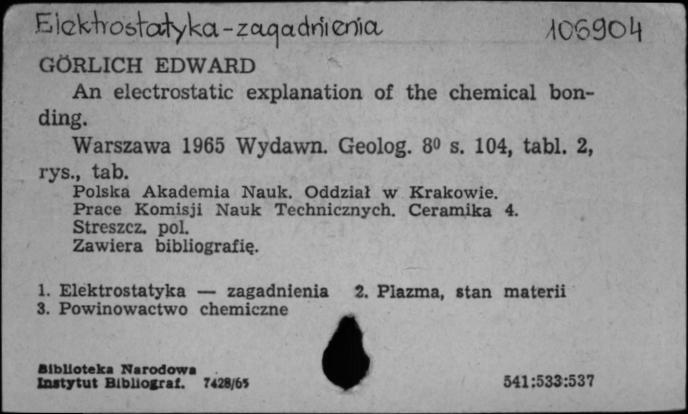 Elektrostatyka-zagadnienia 106904
GÖRLICH EDWARD
An electrostatic explanation of the chemical bon-
ding.
Warszawa 1965 Wydawn. Geolog. 8⁰ s. 104, tabl. 2,
rys., tab.
Polska Akademia Nauk. Oddział w Krakowie.
Prace Komisji Nauk Technicznych. Ceramika 4.
Streszcz. pol.
Zawiera bibliografię.
1. Elektrostatyka — zagadnienia 2. Plazma, stan materii
3. Powinowactwo chemiczne
Biblioteka Narodowa
Instytut Bibliograf. 7428/65 541:533:537